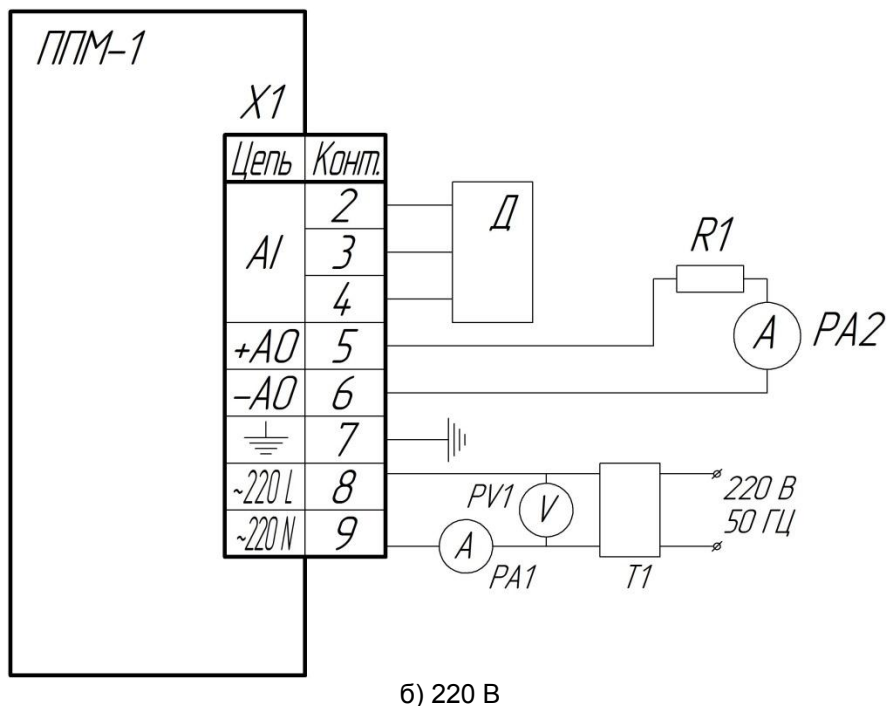 ППМ-1
X1
Цепь Конт.
AI 2
3
4
+AO 5
-AO 6
7
~220 L 8
~220 N 9
Д
R1
A PA2
PV1 V
A PA1
T1
220 В
50 ГЦ
б) 220 В